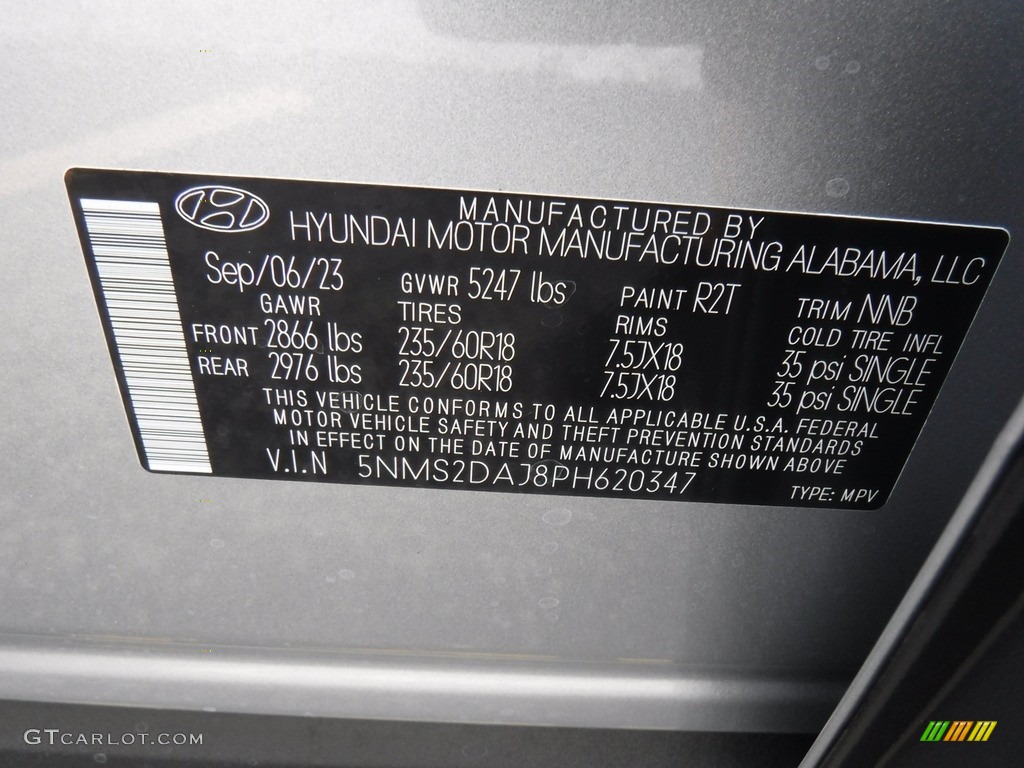 MANUFACTURED BY
HYUNDAI MOTOR MANUFACTURING ALABAMA, LLC
Sep/06/23 GVWR 5247 lbs PAINT R2T TRIM NNB
GAWR TIRES RIMS COLD TIRE INFL
FRONT 2866 lbs 235/60R18 7.5JX18 35 psi SINGLE
REAR 2976 lbs 235/60R18 7.5JX18 35 psi SINGLE
THIS VEHICLE CONFORMS TO ALL APPLICABLE U.S.A. FEDERAL
MOTOR VEHICLE SAFETY AND THEFT PREVENTION STANDARDS
IN EFFECT ON THE DATE OF MANUFACTURE SHOWN ABOVE
V.I.N 5NMS2DAJ8PH620347
TYPE: MPV
GTCARLOT.COM